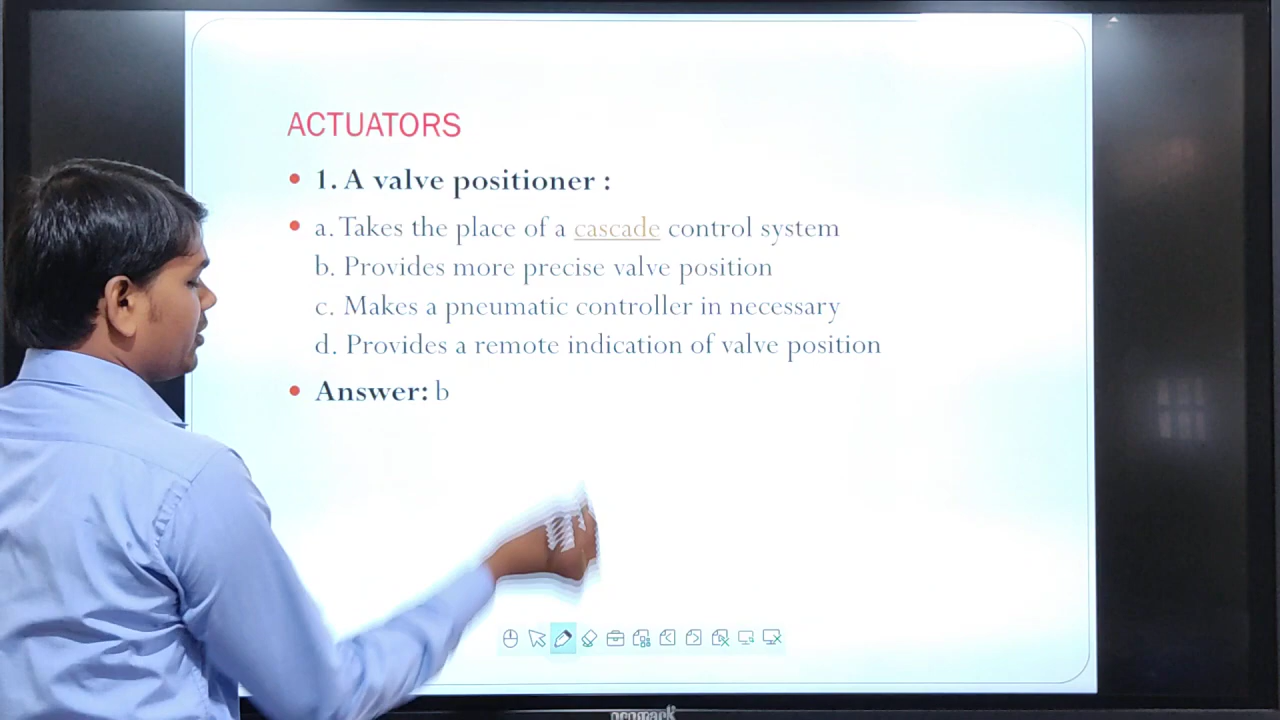 ACTUATORS
1. A valve positioner :
a. Takes the place of a cascade control system
b. Provides more precise valve position
c. Makes a pneumatic controller in necessary
d. Provides a remote indication of valve position
Answer: b